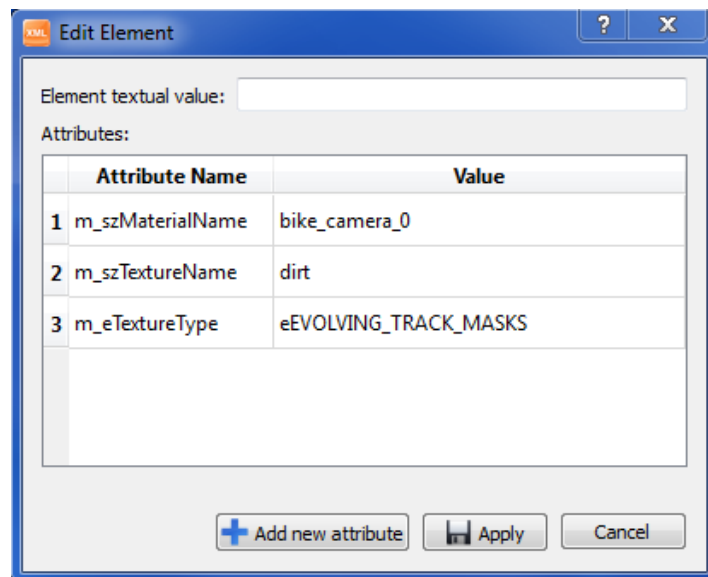 XML Edit Element ? X
Element textual value:
Attributes:
Attribute Name Value
1 m_szMaterialName bike_camera_0
2 m_szTextureName dirt
3 m_eTextureType eEVOLVING_TRACK_MASKS
Add new attribute Apply Cancel